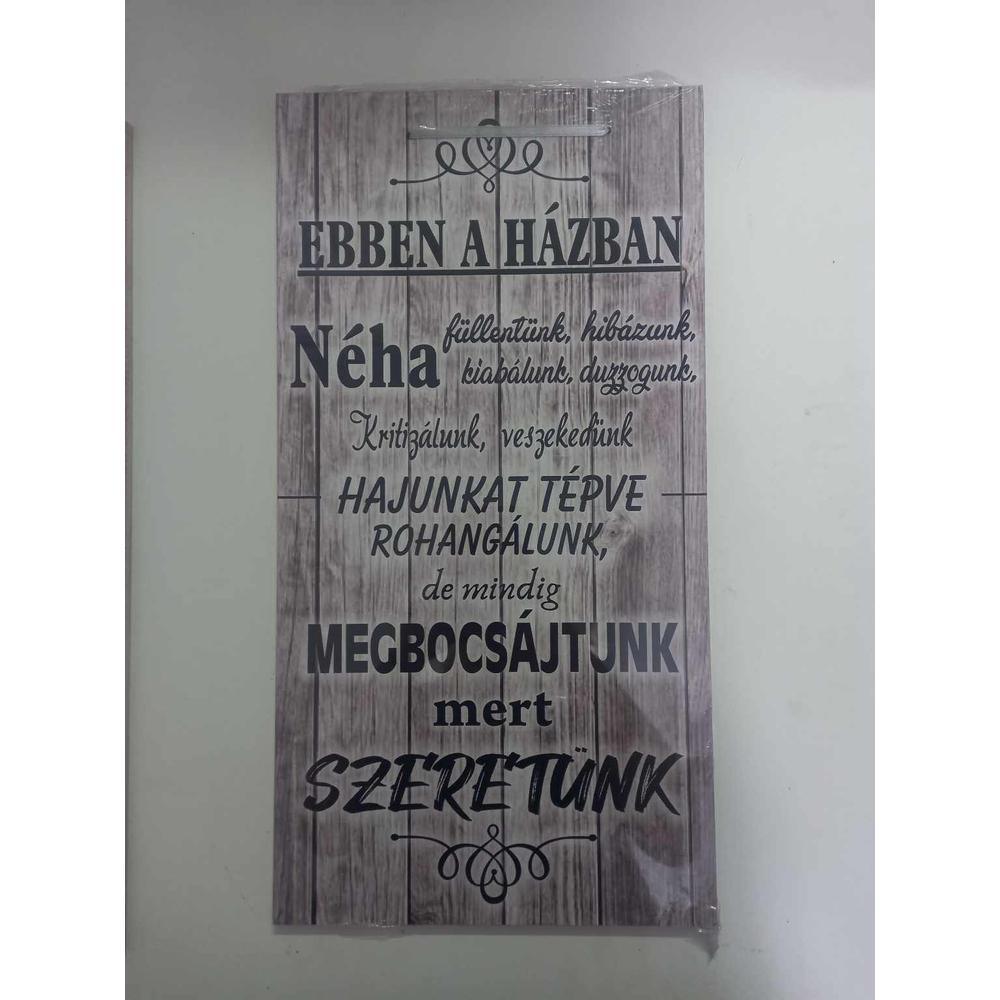 EBBEN A HÁZBAN
Néha füllentünk, hibázunk,
kiabálunk, duzzogunk,
Kritizálunk, veszekedünk
HAJUNKAT TÉPVE
ROHANGÁLUNK,
de mindig
MEGBOCSÁJTUNK
mert
SZERETÜNK